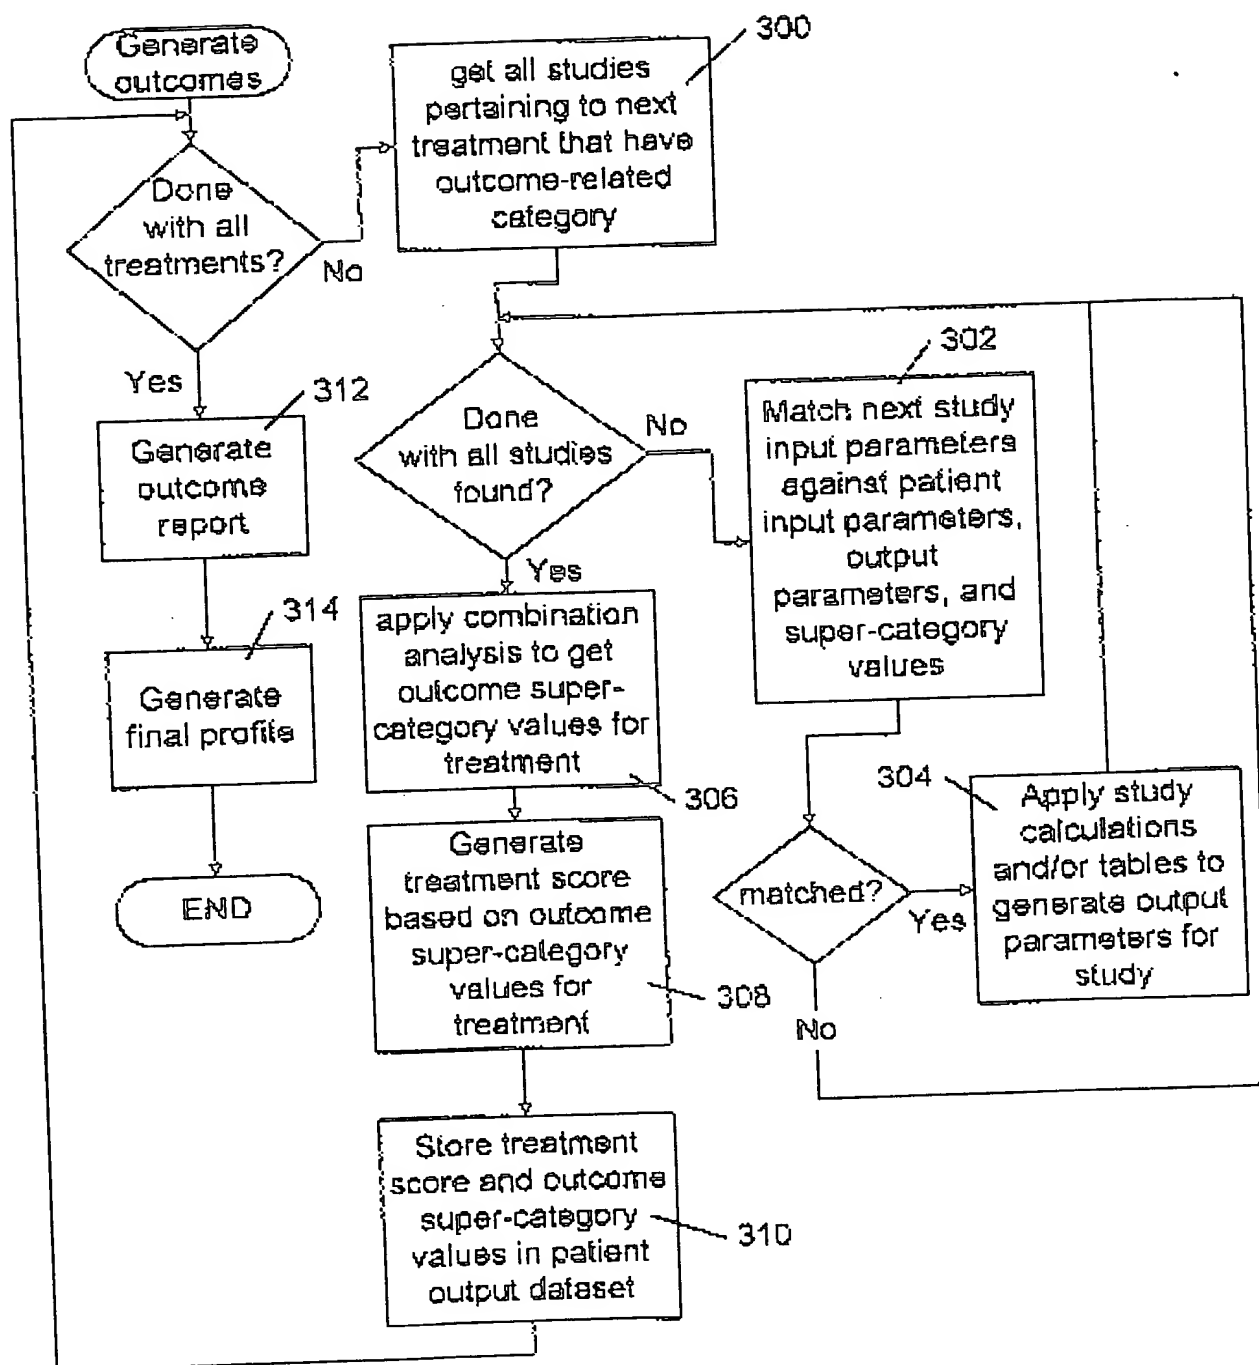 Generate
outcomes
300
get all studies
pertaining to next
treatment that have
outcome-related
category
Done
with all
treatments?
No
Yes
312
Generate
outcome
report
314
Generate
final profile
END
Done
with all studies
found?
No
Yes
302
Match next study
input parameters
against patient
input parameters,
output
parameters, and
super-category
values
matched?
Yes
No
304
Apply study
calculations
and/or tables to
generate output
parameters for
study
apply combination
analysis to get
outcome super-
category values for
treatment
306
Generate
treatment score
based on outcome
super-category
values for
treatment
308
Store treatment
score and outcome
super-category
values in patient
output dataset
310